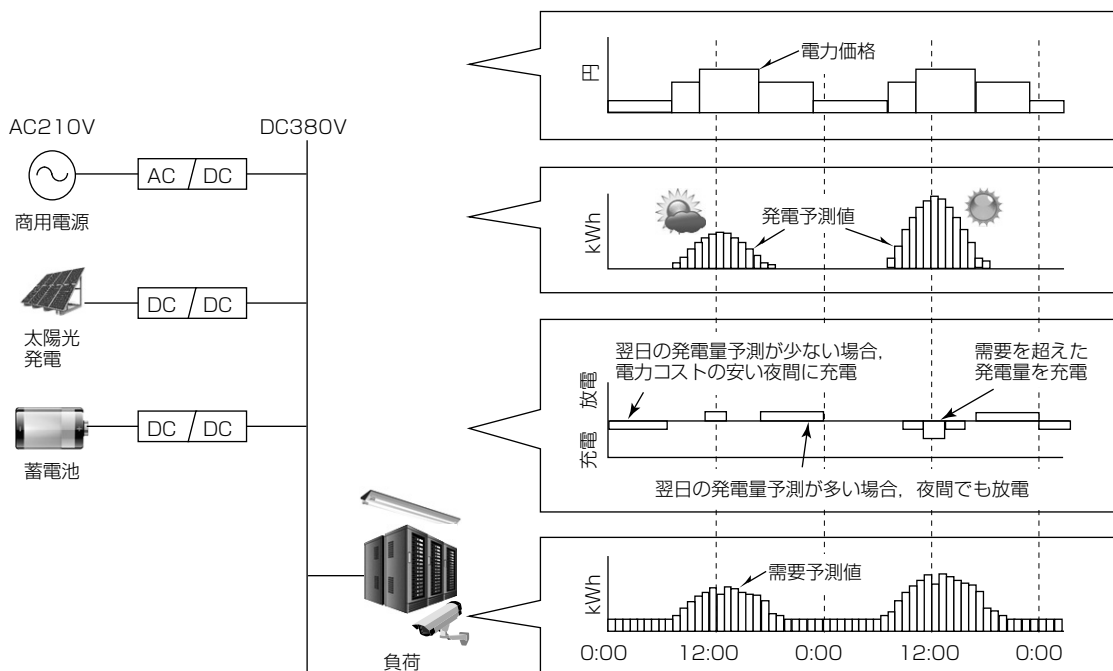 AC210V
DC380V
AC / DC
商用電源
DC / DC
太陽光
発電
DC / DC
蓄電池
負荷
円
電力価格
kWh
発電予測値
放電
充電
翌日の発電量予測が少ない場合,
電力コストの安い夜間に充電
需要を超えた
発電量を充電
翌日の発電量予測が多い場合, 夜間でも放電
kWh
需要予測値
0:00 12:00 0:00 12:00 0:00